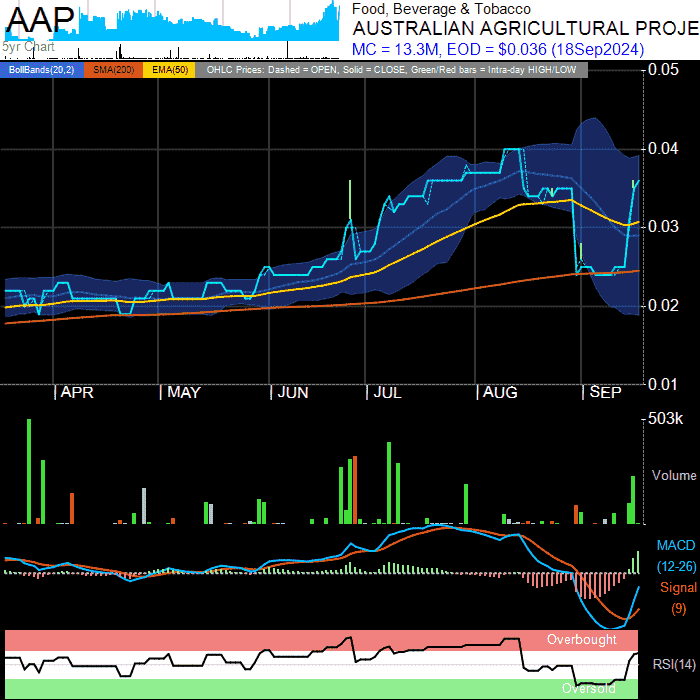 AAP
5yr Chart
Food, Beverage & Tobacco
AUSTRALIAN AGRICULTURAL PROJE
MC = 13.3M, EOD = $0.036 (18Sep2024)
BollBands(20,2) SMA(200) EMA(50) OHLC Prices: Dashed = OPEN, Solid = CLOSE, Green/Red bars = Intra-day HIGH/LOW
0.05
0.04
0.03
0.02
0.01
APR MAY JUN JUL AUG SEP
503k
Volume
MACD
(12-26)
Signal
(9)
Overbought
RSI(14)
Oversold